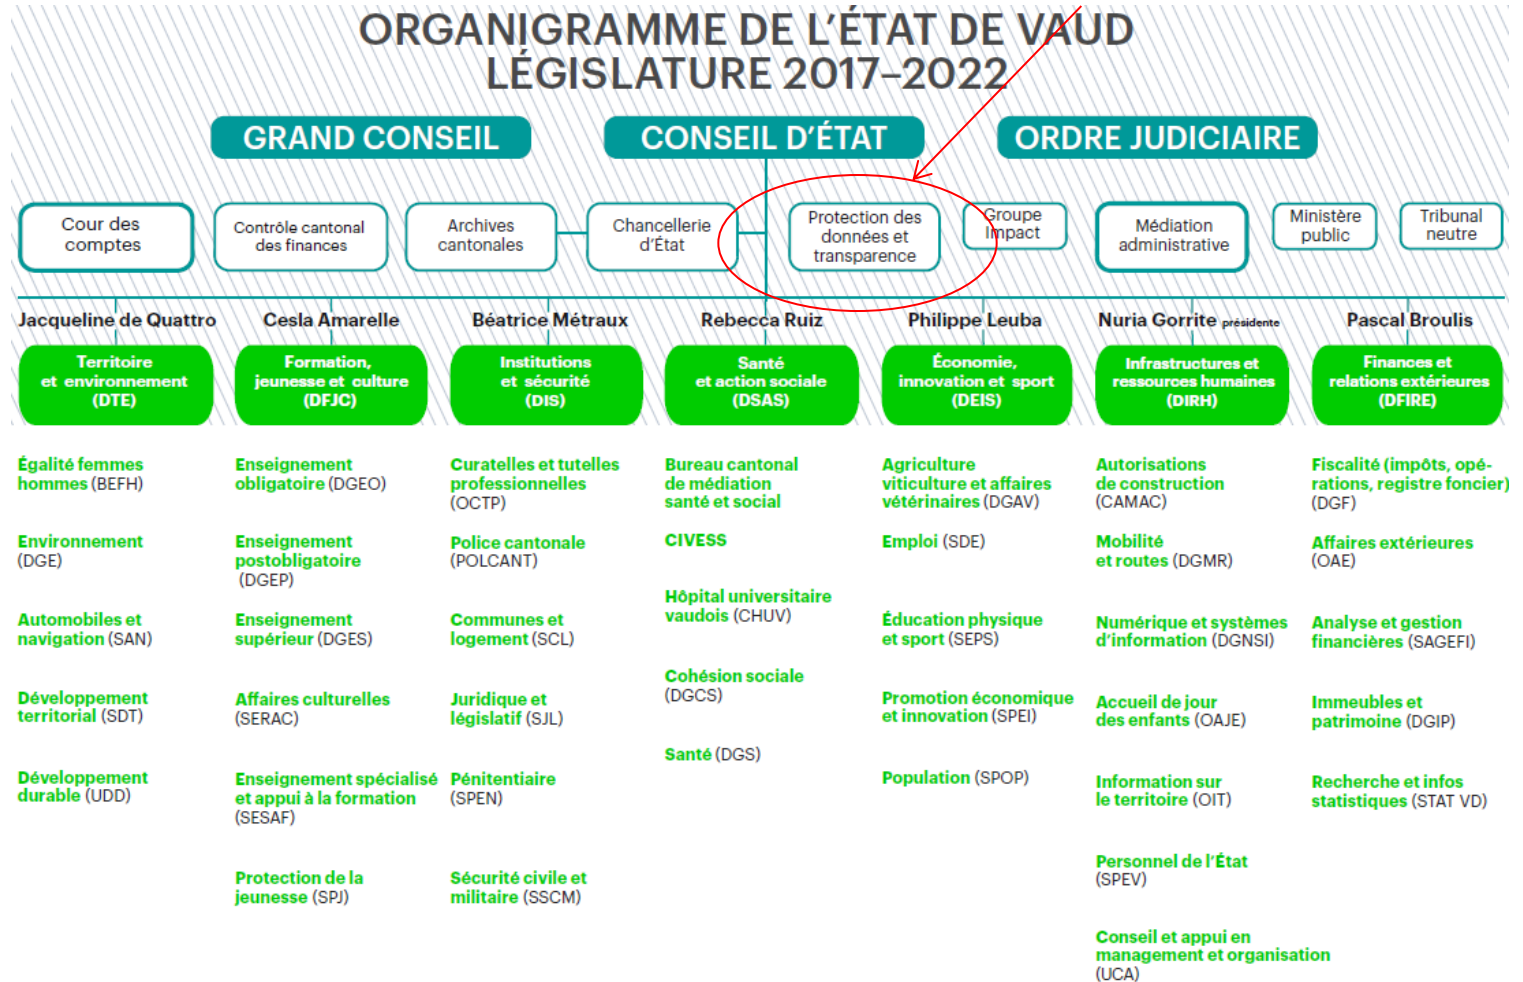 ORGANIGRAMME DE L'ÉTAT DE VAUD
LÉGISLATURE 2017–2022
GRAND CONSEIL
CONSEIL D'ÉTAT
ORDRE JUDICIAIRE
Cour des
comptes
Contrôle cantonal
des finances
Archives
cantonales
Chancellerie
d'État
Protection des
données et
transparence
Groupe
Impact
Médiation
administrative
Ministère
public
Tribunal
neutre
Jacqueline de Quattro
Territoire
et environnement
(DTE)
Égalité femmes
hommes (BEFH)
Environnement
(DGE)
Automobiles et
navigation (SAN)
Développement
territorial (SDT)
Développement
durable (UDD)
Cesla Amarelle
Formation,
jeunesse et culture
(DFJC)
Enseignement
obligatoire (DGEO)
Enseignement
postobligatoire
(DGEP)
Enseignement
supérieur (DGES)
Affaires culturelles
(SERAC)
Enseignement spécialisé
et appui à la formation
(SESAF)
Protection de la
jeunesse (SPJ)
Béatrice Métraux
Institutions
et sécurité
(DIS)
Curatelles et tutelles
professionnelles
(OCTP)
Police cantonale
(POLCANT)
Communes et
logement (SCL)
Juridique et
législatif (SJL)
Pénitentiaire
(SPEN)
Sécurité civile et
militaire (SSCM)
Rebecca Ruiz
Santé
et action sociale
(DSAS)
Bureau cantonal
de médiation
santé et social
CIVESS
Hôpital universitaire
vaudois (CHUV)
Cohésion sociale
(DGCS)
Santé (DGS)
Philippe Leuba
Économie,
innovation et sport
(DEIS)
Agriculture
viticulture et affaires
vétérinaires (DGAV)
Emploi (SDE)
Éducation physique
et sport (SEPS)
Promotion économique
et innovation (SPEI)
Population (SPOP)
Nuria Gorrite présidente
Infrastructures et
ressources humaines
(DIRH)
Autorisations
de construction
(CAMAC)
Mobilité
et routes (DGMR)
Numérique et systèmes
d'information (DGNSI)
Accueil de jour
des enfants (OAJE)
Information sur
le territoire (OIT)
Personnel de l'État
(SPEV)
Conseil et appui en
management et organisation
(UCA)
Pascal Broulis
Finances et
relations extérieures
(DFIRE)
Fiscalité (impôts, opé-
rations, registre foncier)
(DGF)
Affaires extérieures
(OAE)
Analyse et gestion
financières (SAGEFI)
Immeubles et
patrimoine (DGIP)
Recherche et infos
statistiques (STAT VD)